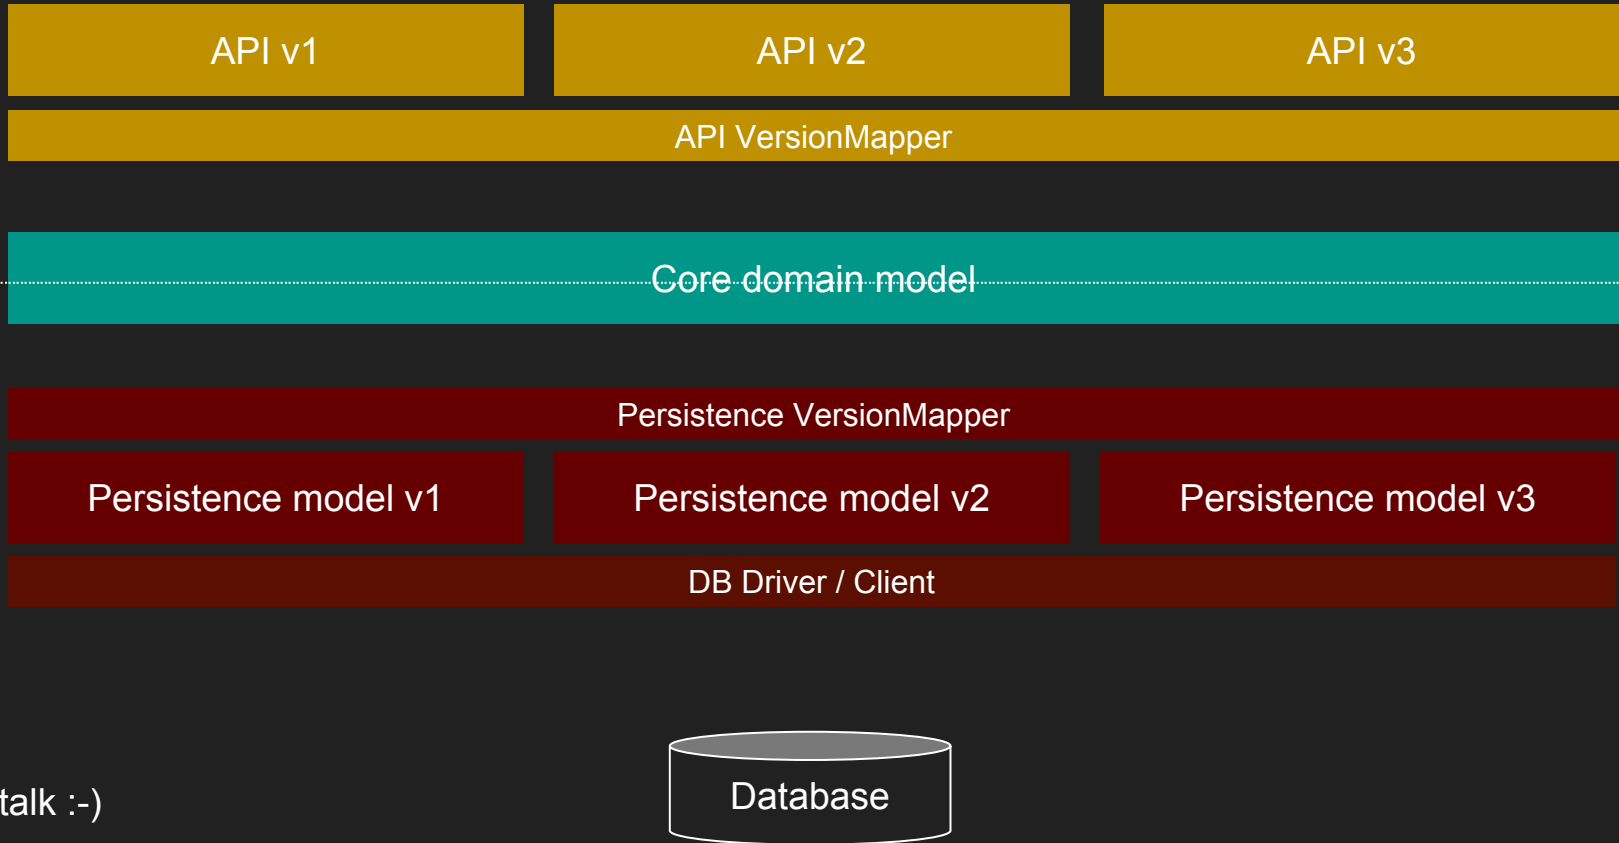 API v1
API v2
API v3
API VersionMapper
Core domain model
Persistence VersionMapper
Persistence model v1
Persistence model v2
Persistence model v3
DB Driver / Client
Database
talk :-)